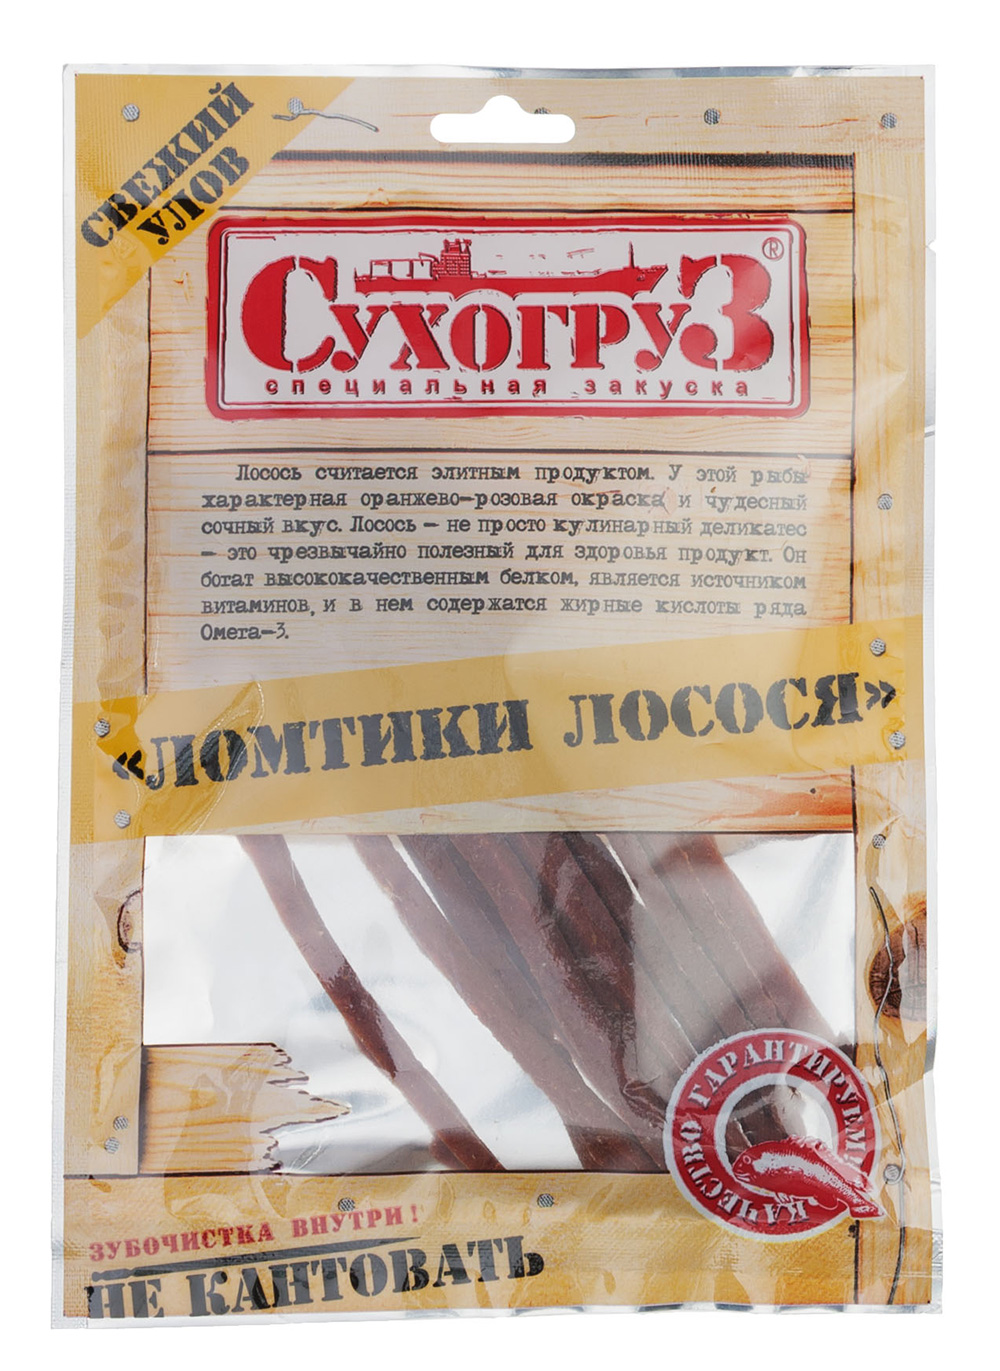 СВЕЖИЙ
УЛОВ
СУХОГРУЗ®
специальная закуска
Лосось считается элитным продуктом. У этой рыбы
характерная оранжево-розовая окраска и чудесный
сочный вкус. Лосось – не просто кулинарный деликатес
– это чрезвычайно полезный для здоровья продукт. Он
богат высококачественным белком, является источником
витаминов, и в нем содержатся жирные кислоты ряда
Омега-3.
«ЛОМТИКИ ЛОСОСЯ»
КАЧЕСТВО ГАРАНТИРУЕМ!
ЗУБОЧИСТКА ВНУТРИ!
НЕ КАНТОВАТЬ